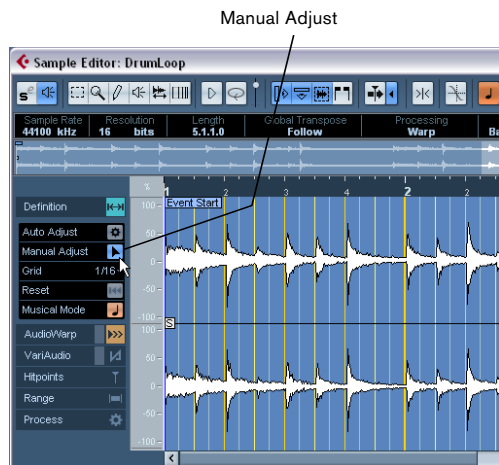 Manual Adjust
Sample Editor: DrumLoop
Sample Rate Resolution Length Global Transpose Processing
44100 kHz 16 bits 5.1.1.0 Follow Warp Ba
% 1 2 3 4 2 2
Definition
Event Start
100
Auto Adjust
50
Manual Adjust
0
Grid 1/16
-50
Reset
-100
Musical Mode
S
100
AudioWarp
50
VariAudio
Hitpoints
0
Range
-50
Process
-100